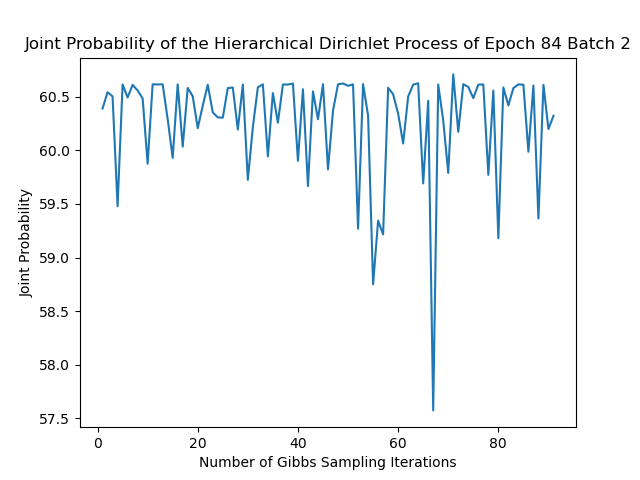 Joint Probability of the Hierarchical Dirichlet Process of Epoch 84 Batch 2
60.5
60.0
59.5
59.0
58.5
58.0
57.5
Joint Probability
0 20 40 60 80
Number of Gibbs Sampling Iterations